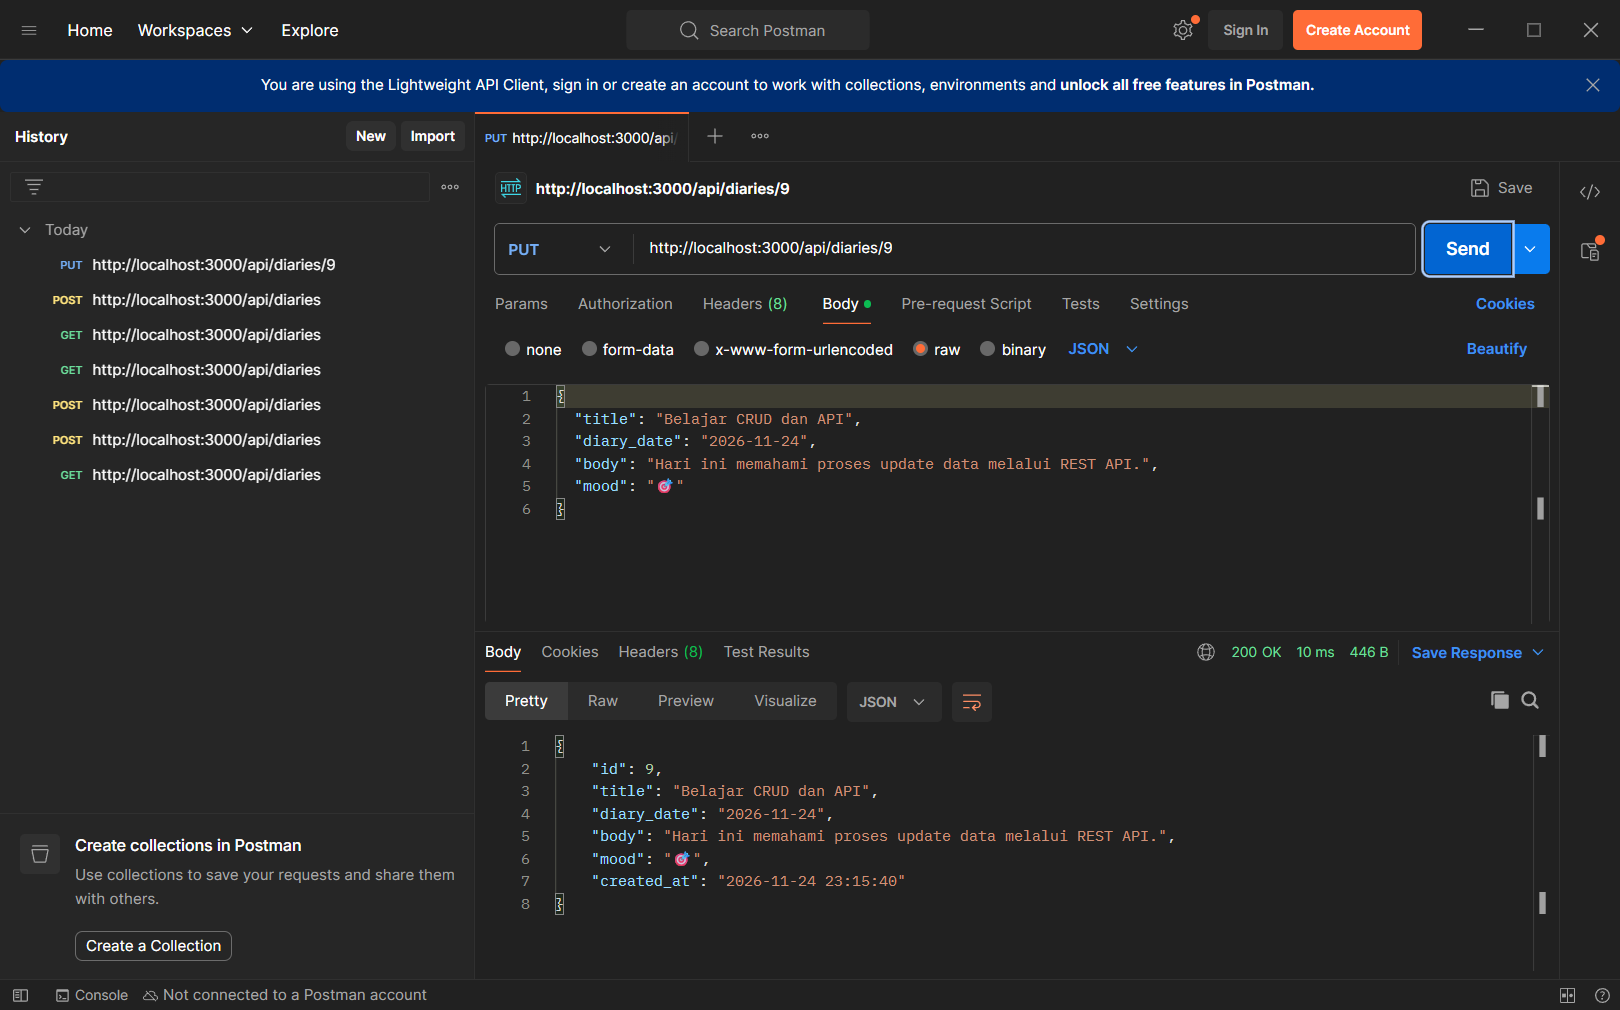 Home Workspaces Explore Search Postman Sign In Create Account
You are using the Lightweight API Client, sign in or create an account to work with collections, environments and unlock all free features in Postman.
History New Import
Today
PUT http://localhost:3000/api/diaries/9
POST http://localhost:3000/api/diaries
GET http://localhost:3000/api/diaries
GET http://localhost:3000/api/diaries
POST http://localhost:3000/api/diaries
POST http://localhost:3000/api/diaries
GET http://localhost:3000/api/diaries
Create collections in Postman
Use collections to save your requests and share them
with others.
Create a Collection
PUT http://localhost:3000/api/
HTTP http://localhost:3000/api/diaries/9 Save
PUT http://localhost:3000/api/diaries/9 Send
Params Authorization Headers (8) Body Pre-request Script Tests Settings Cookies
none form-data x-www-form-urlencoded raw binary JSON Beautify
1 {
2 "title": "Belajar CRUD dan API",
3 "diary_date": "2026-11-24",
4 "body": "Hari ini memahami proses update data melalui REST API.",
5 "mood": "🎯"
6 }
Body Cookies Headers (8) Test Results 200 OK 10 ms 446 B Save Response
Pretty Raw Preview Visualize JSON
1 {
2 "id": 9,
3 "title": "Belajar CRUD dan API",
4 "diary_date": "2026-11-24",
5 "body": "Hari ini memahami proses update data melalui REST API.",
6 "mood": "🎯",
7 "created_at": "2026-11-24 23:15:40"
8 }
Console Not connected to a Postman account